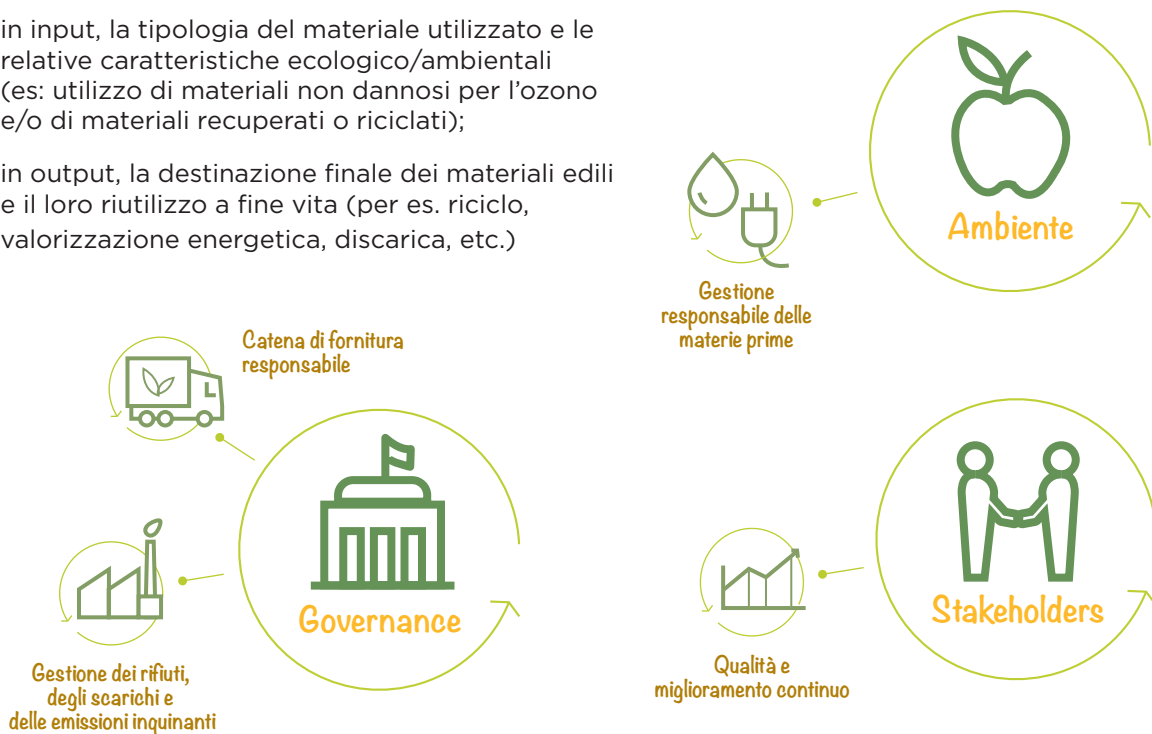 in input, la tipologia del materiale utilizzato e le
relative caratteristiche ecologico/ambientali
(es: utilizzo di materiali non dannosi per l’ozono
e/o di materiali recuperati o riciclati);
in output, la destinazione finale dei materiali edili
e il loro riutilizzo a fine vita (per es. riciclo,
valorizzazione energetica, discarica, etc.)
Ambiente
Gestione
responsabile delle
materie prime
Catena di fornitura
responsabile
Governance
Gestione dei rifiuti,
degli scarichi e
delle emissioni inquinanti
Stakeholders
Qualità e
miglioramento continuo